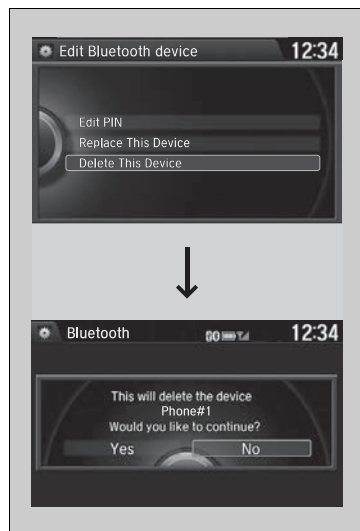 Edit Bluetooth device 12:34
Edit PIN
Replace This Device
Delete This Device
Bluetooth 12:34
This will delete the device
Phone#1
Would you like to continue?
Yes No